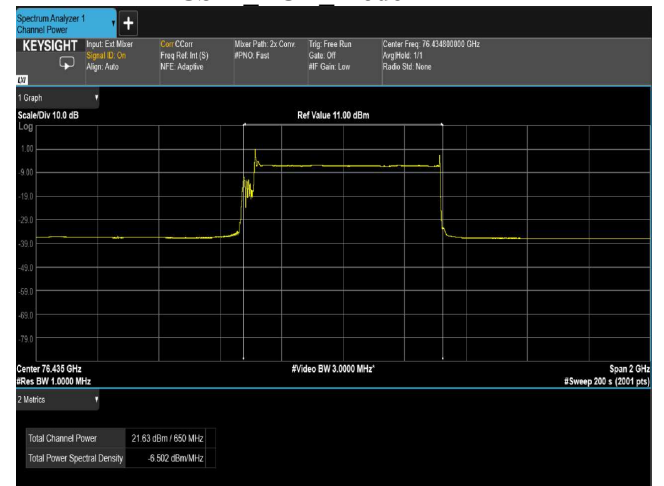 Spectrum Analyzer 1
Channel Power
KEYSIGHT
LXI
Input: Ext Mixer
Signal ID: On
Align: Auto
Corr CCorr
Freq Ref: Int (S)
NFE: Adaptive
Mixer Path: 2x Conv.
#PNO: Fast
Trig: Free Run
Gate: Off
#IF Gain: Low
Center Freq: 76.434800000 GHz
Avg|Hold: 1/1
Radio Std: None
1 Graph
Scale/Div 10.0 dB
Ref Value 11.00 dBm
Log
1.00
-9.00
-19.0
-29.0
-39.0
-49.0
-59.0
-69.0
-79.0
Center 76.435 GHz
#Video BW 3.0000 MHz*
Span 2 GHz
#Res BW 1.0000 MHz
#Sweep 200 s (2001 pts)
2 Metrics
Total Channel Power 21.63 dBm / 650 MHz
Total Power Spectral Density -6.502 dBm/MHz